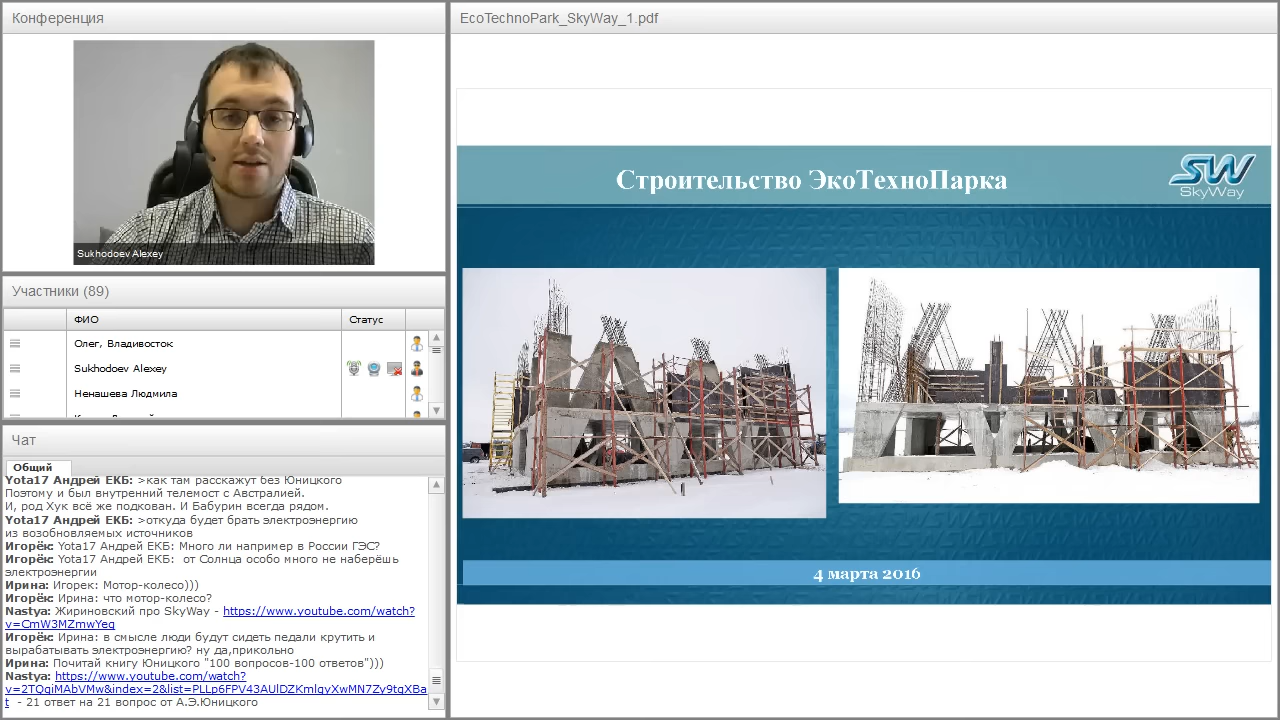 Конференция
Sukhodoev Alexey
Участники (89)
ФИО
Статус
Олег, Владивосток
Sukhodoev Alexey
Ненашева Людмила
Чат
Общий
Yota17 Андрей ЕКБ: >как там расскажут без Юницкого
Поэтому и был внутренний телемост с Австралией.
И, род Хук всё же подкован. И Бабурин всегда рядом.
Yota17 Андрей ЕКБ: >откуда будет брать электроэнергию
из возобновляемых источников
Игорёк: Yota17 Андрей ЕКБ: Много ли например в России ГЭС?
Игорёк: Yota17 Андрей ЕКБ:  от Солнца особо много не наберёшь
электроэнергии
Ирина: Игорек: Мотор-колесо)))
Игорёк: Ирина: что мотор-колесо?
Nastya: Жириновский про SkyWay - https://www.youtube.com/watch?
v=CmW3MZmwYeg
Игорёк: Ирина: в смысле люди будут сидеть педали крутить и
вырабатывать электроэнергию? ну да,прикольно
Ирина: Почитай книгу Юницкого "100 вопросов-100 ответов")))
Nastya: https://www.youtube.com/watch?
v=2TQgiMAbVMw&index=2&list=PLLp6FPV43AUlDZKmlgyXwMN7Zy9tgXBa
t  - 21 ответ на 21 вопрос от А.Э.Юницкого
EcoTechnoPark_SkyWay_1.pdf
Строительство ЭкоТехноПарка
SW
SkyWay
4 марта 2016